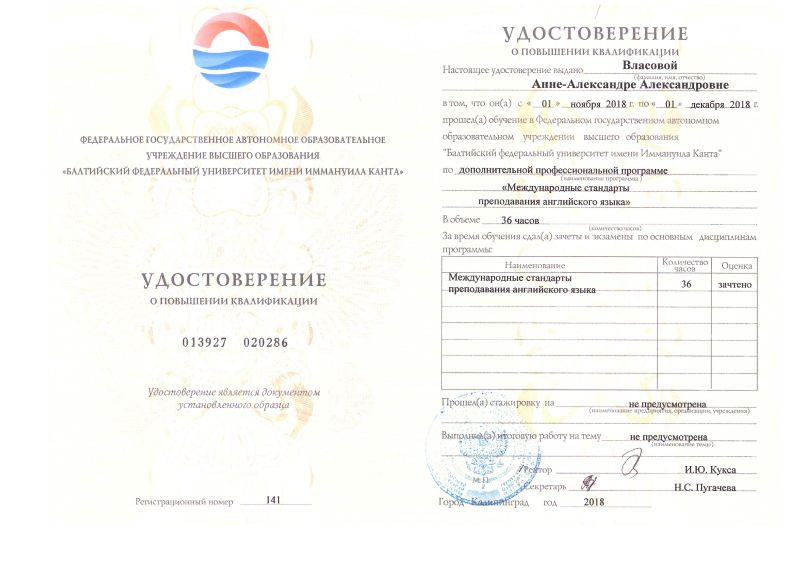 ФЕДЕРАЛЬНОЕ ГОСУДАРСТВЕННОЕ АВТОНОМНОЕ ОБРАЗОВАТЕЛЬНОЕ
УЧРЕЖДЕНИЕ ВЫСШЕГО ОБРАЗОВАНИЯ
«БАЛТИЙСКИЙ ФЕДЕРАЛЬНЫЙ УНИВЕРСИТЕТ ИМЕНИ ИММАНУИЛА КАНТА»
УДОСТОВЕРЕНИЕ
О ПОВЫШЕНИИ КВАЛИФИКАЦИИ
013927 020286
Удостоверение является документом
установленного образца
Регистрационный номер 141
УДОСТОВЕРЕНИЕ
О ПОВЫШЕНИИ КВАЛИФИКАЦИИ
Настоящее удостоверение выдано Власовой
(фамилия, имя, отчество)
Анне-Александре Александровне
в том, что он(а) с « 01 » ноября 2018 г. по « 01 » декабря 2018 г.
прошел(а) обучение в Федеральном государственном автономном
образовательном учреждении высшего образования
"Балтийский федеральный университет имени Иммануила Канта"
по дополнительной профессиональной программе
(наименование программа )
«Международные стандарты
преподавания английского языка»
В объеме 36 часов
(количество часов)
За время обучения сдал(а) зачеты и экзамены по основным дисциплинам
программы:
Наименование Количество часов Оценка
Международные стандарты
преподавания английского языка 36 зачтено
Прошел(а) стажировку на не предусмотрена
(наименование предприятия, организации, учреждения)
Выполнил(а) итоговую работу на тему не предусмотрена
(наименование темы)
Ректор И.Ю. Кукса
М.П.
Секретарь Н.С. Пугачева
Город Калининград год 2018